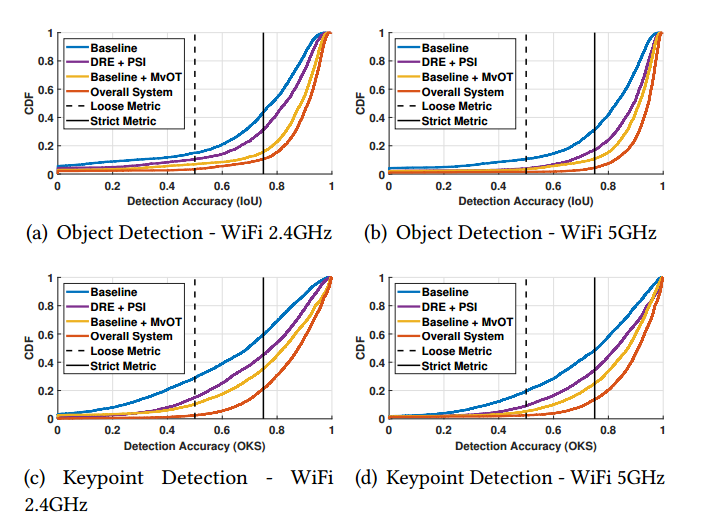 1
0.8
0.6
0.4
0.2
0
CDF
Baseline
DRE + PSI
Baseline + MvOT
Overall System
Loose Metric
Strict Metric
0 0.2 0.4 0.6 0.8 1
Detection Accuracy (IoU)
(a) Object Detection - WiFi 2.4GHz
1
0.8
0.6
0.4
0.2
0
CDF
Baseline
DRE + PSI
Baseline + MvOT
Overall System
Loose Metric
Strict Metric
0 0.2 0.4 0.6 0.8 1
Detection Accuracy (IoU)
(b) Object Detection - WiFi 5GHz
1
0.8
0.6
0.4
0.2
0
CDF
Baseline
DRE + PSI
Baseline + MvOT
Overall System
Loose Metric
Strict Metric
0 0.2 0.4 0.6 0.8 1
Detection Accuracy (OKS)
(c) Keypoint Detection - WiFi
2.4GHz
1
0.8
0.6
0.4
0.2
0
CDF
Baseline
DRE + PSI
Baseline + MvOT
Overall System
Loose Metric
Strict Metric
0 0.2 0.4 0.6 0.8 1
Detection Accuracy (OKS)
(d) Keypoint Detection - WiFi 5GHz